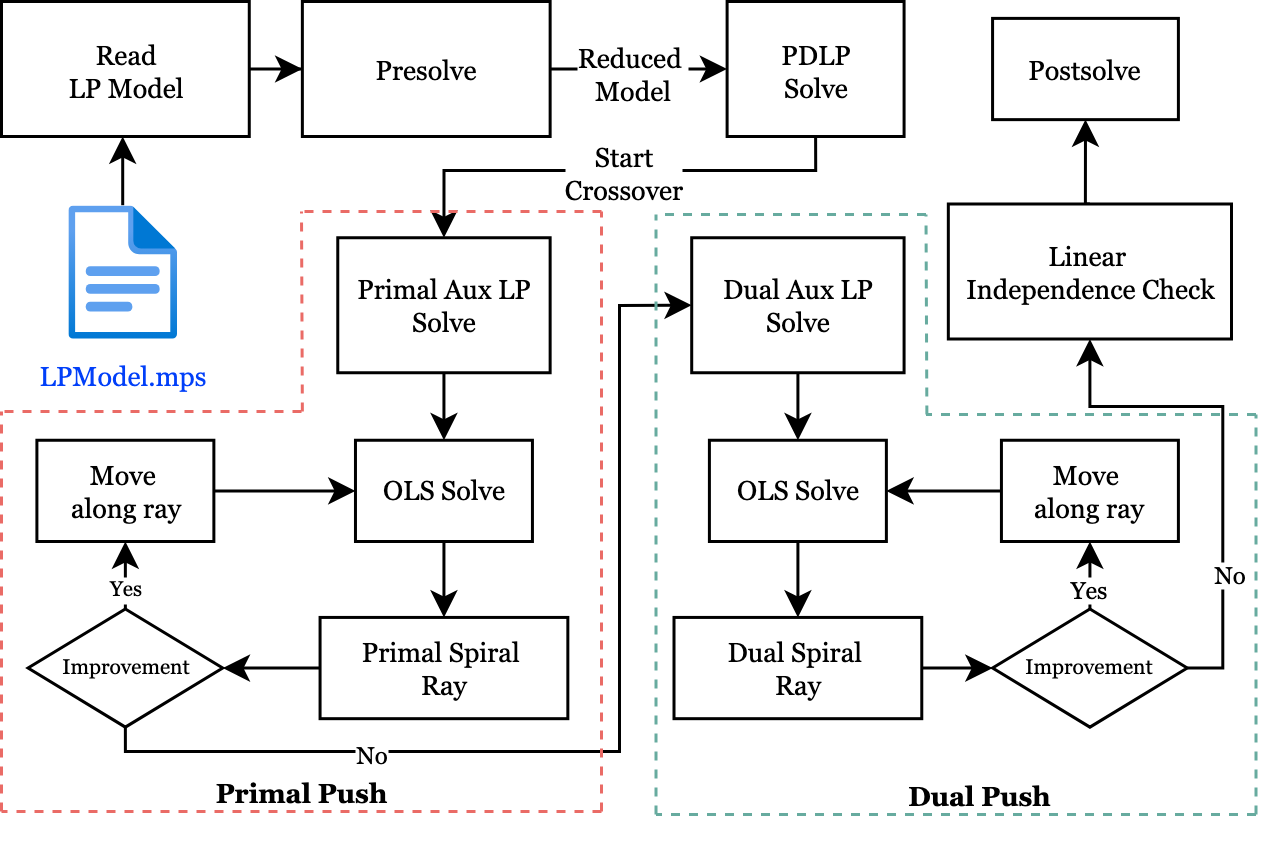 Read
LP Model
Presolve
Reduced
Model
PDLP
Solve
Postsolve
Start
Crossover
LPModel.mps
Primal Aux LP
Solve
Dual Aux LP
Solve
Linear
Independence Check
Move
along ray
OLS Solve
OLS Solve
Move
along ray
Yes
Yes
No
Improvement
Primal Spiral
Ray
Dual Spiral
Ray
Improvement
No
Primal Push
Dual Push